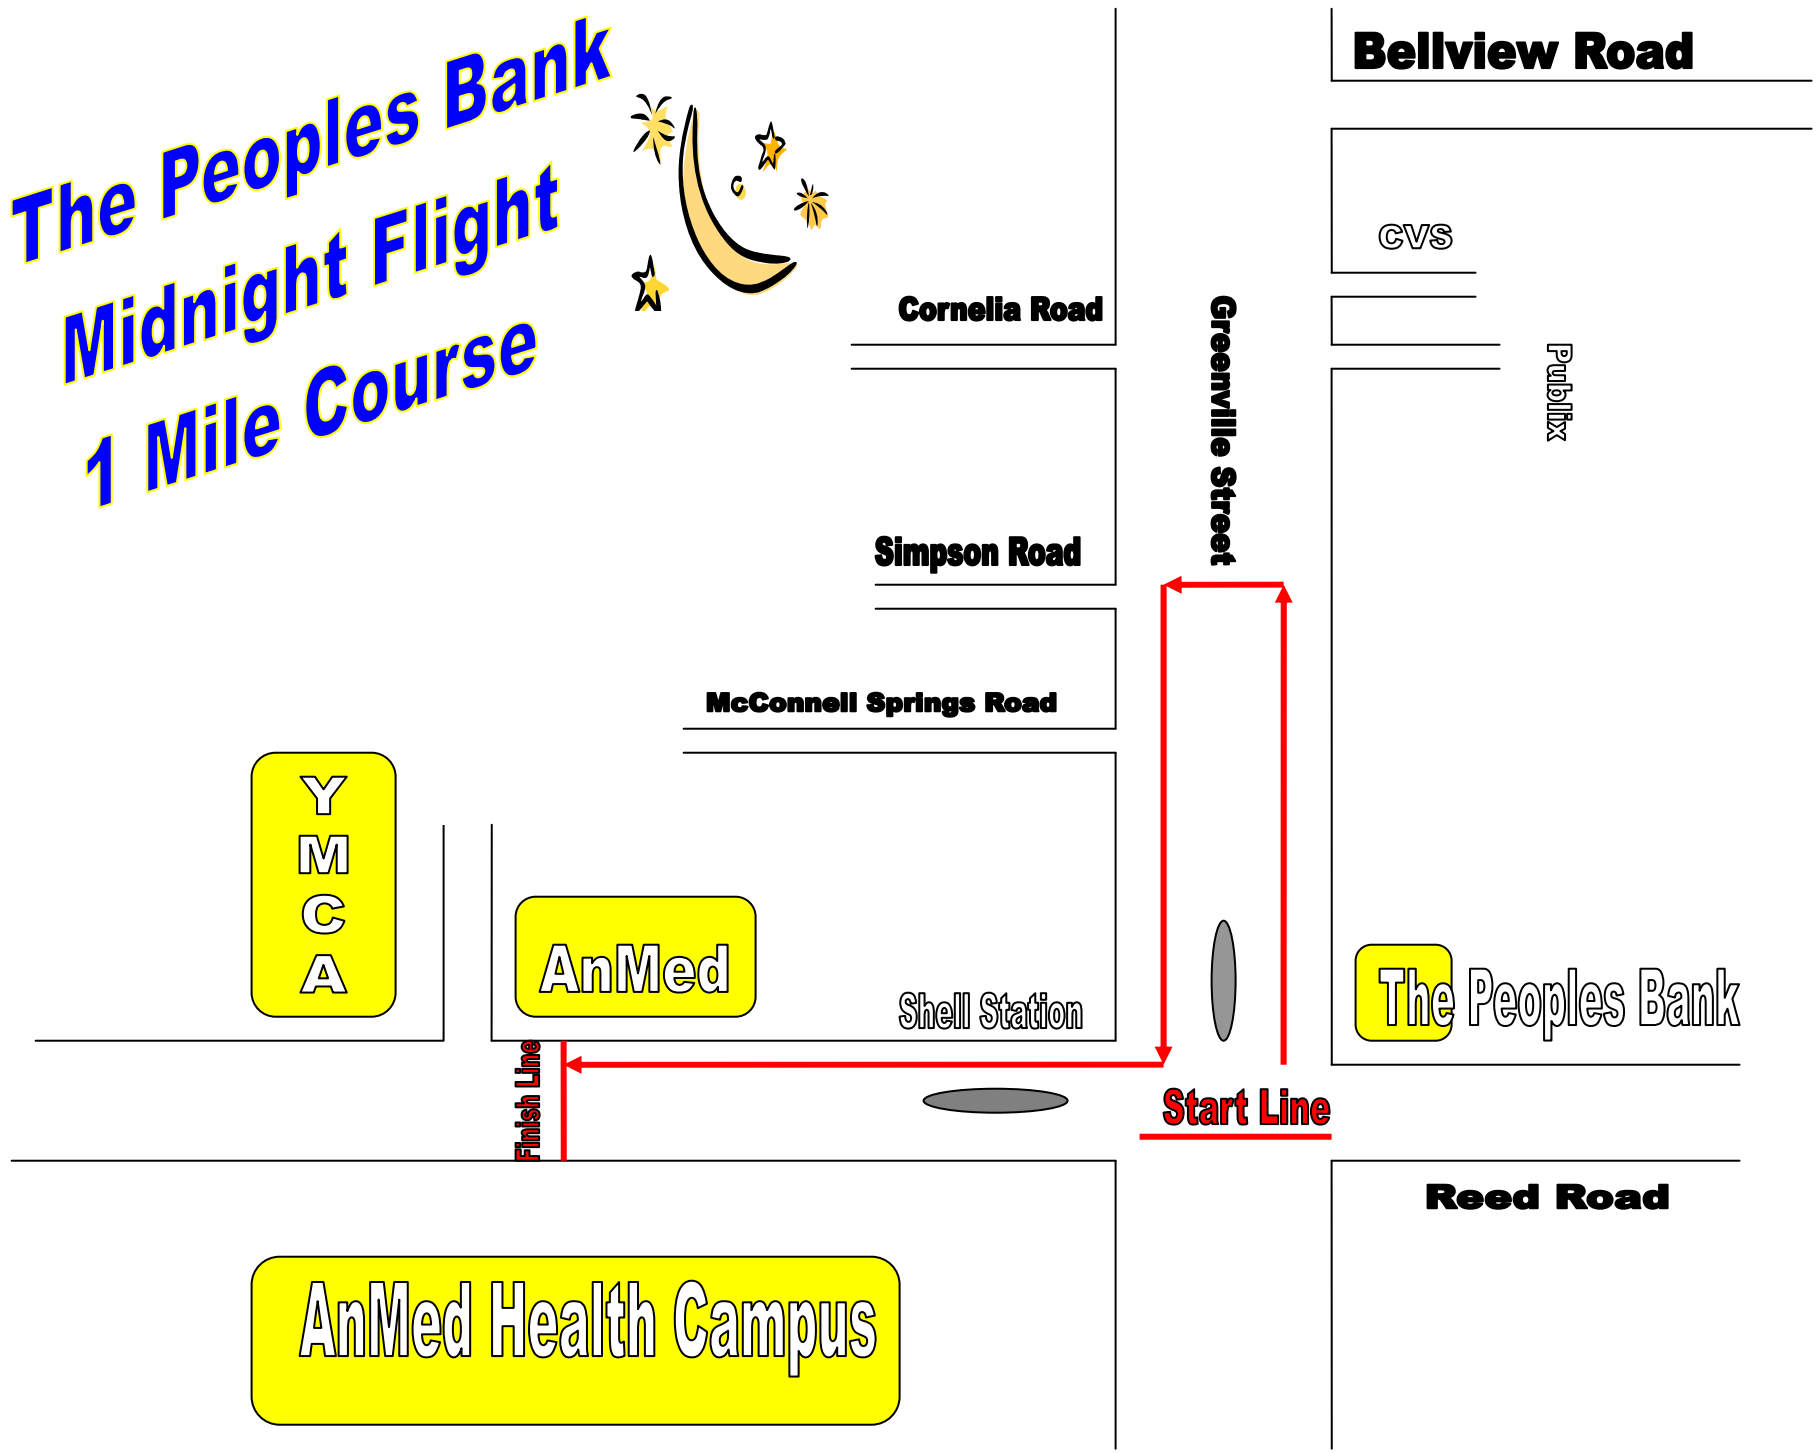 The Peoples Bank
Midnight Flight
1 Mile Course
Bellview Road
CVS
Cornelia Road
Greenville Street
Publix
Simpson Road
McConnell Springs Road
YMCA
AnMed
Shell Station
The Peoples Bank
Finish Line
Start Line
Reed Road
AnMed Health Campus